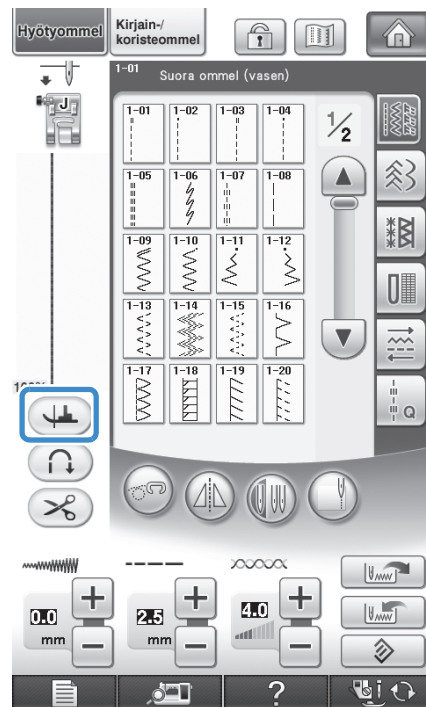 Hyötyommel
Kirjain-/
koristeommel
1-01
Suora ommel (vasen)
J
1-01 1-02 1-03 1-04
1/2
1-05 1-06 1-07 1-08
1-09 1-10 1-11 1-12
1-13 1-14 1-15 1-16
1-17 1-18 1-19 1-20
Q
0.0 2.5 4.0
mm mm
?